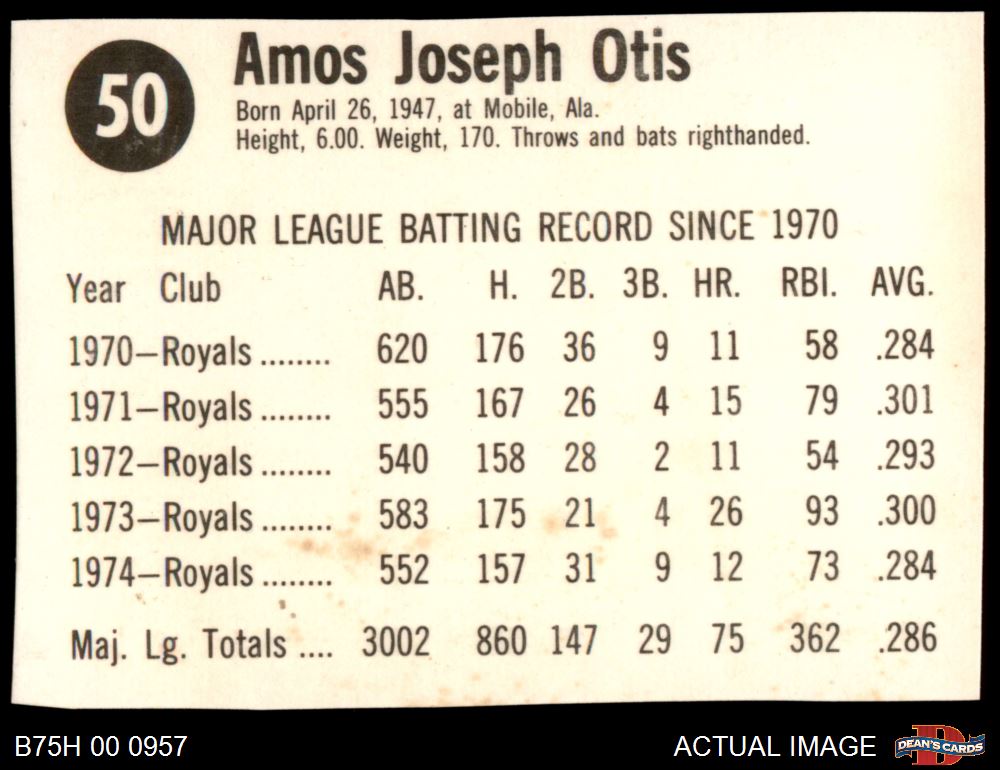 50
Amos Joseph Otis
Born April 26, 1947, at Mobile, Ala.
Height, 6.00. Weight, 170. Throws and bats righthanded.
MAJOR LEAGUE BATTING RECORD SINCE 1970
Year Club AB. H. 2B. 3B. HR. RBI. AVG.
1970—Royals ........ 620 176 36 9 11 58 .284
1971—Royals ........ 555 167 26 4 15 79 .301
1972—Royals ........ 540 158 28 2 11 54 .293
1973—Royals ........ 583 175 21 4 26 93 .300
1974—Royals ........ 552 157 31 9 12 73 .284
Maj. Lg. Totals .... 3002 860 147 29 75 362 .286
B75H 00 0957 ACTUAL IMAGE D DEAN'S CARDS